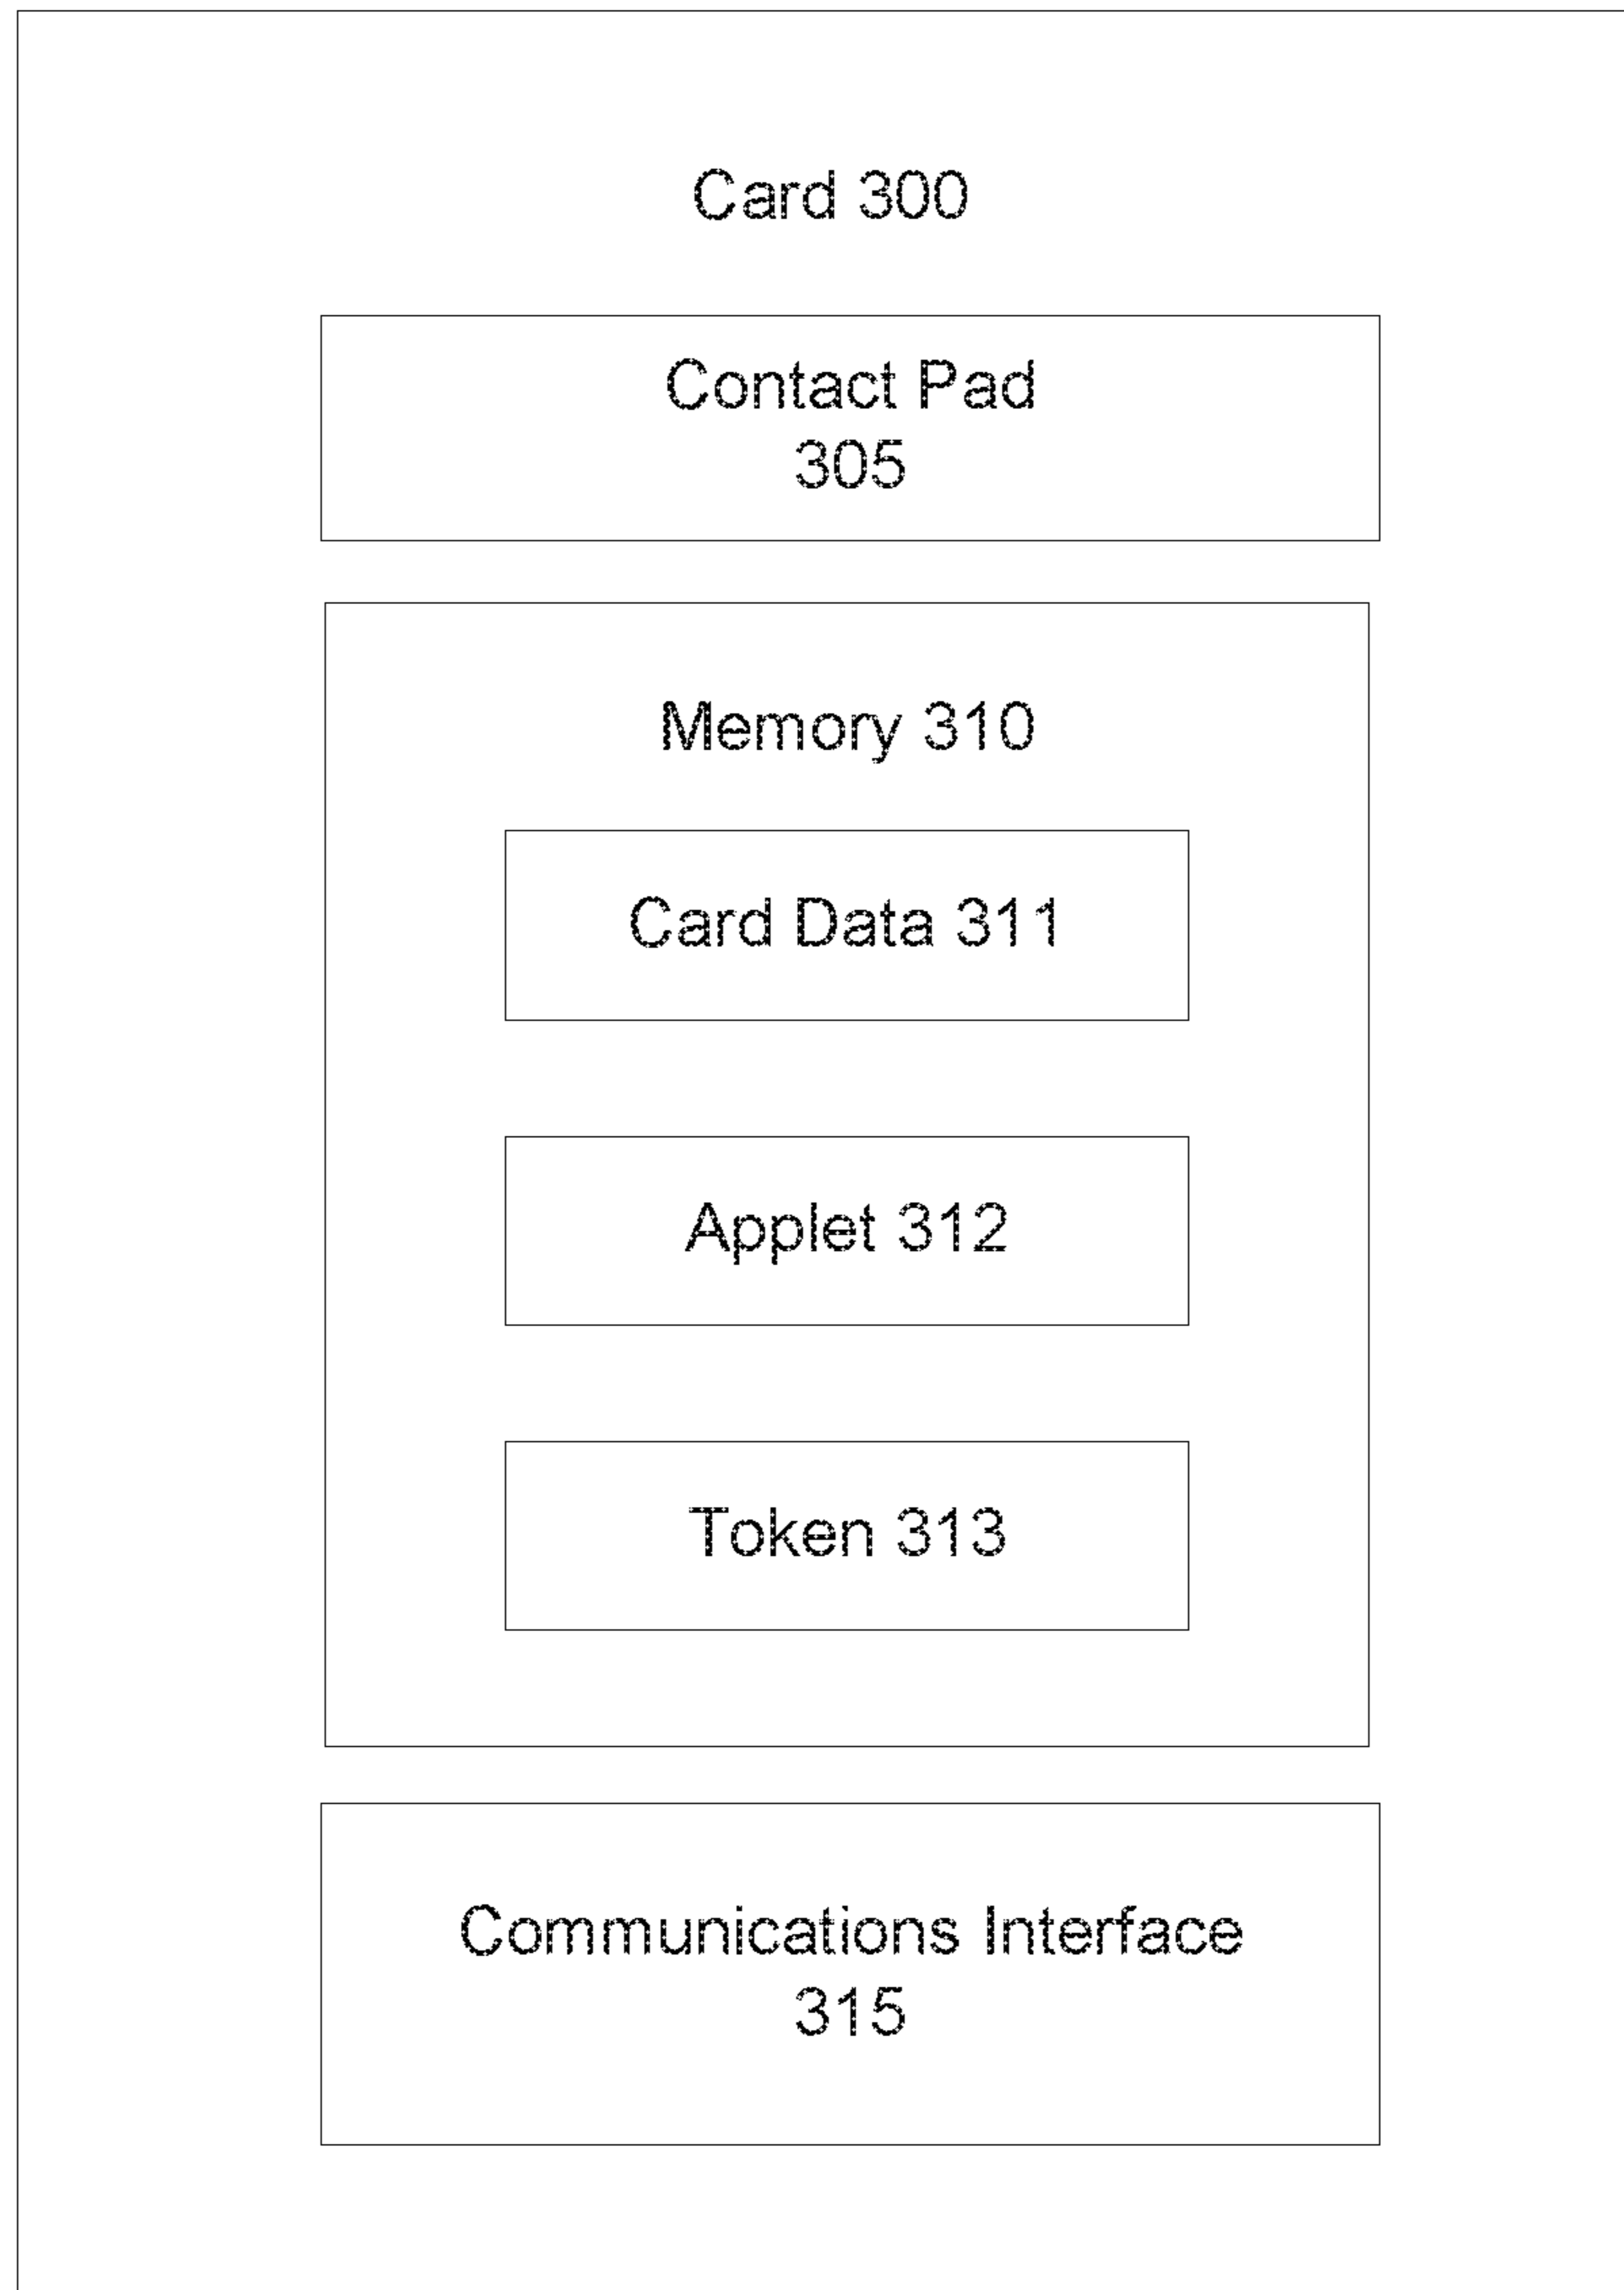 Card 300
Contact Pad
305
Memory 310
Card Data 311
Applet 312
Token 313
Communications Interface
315